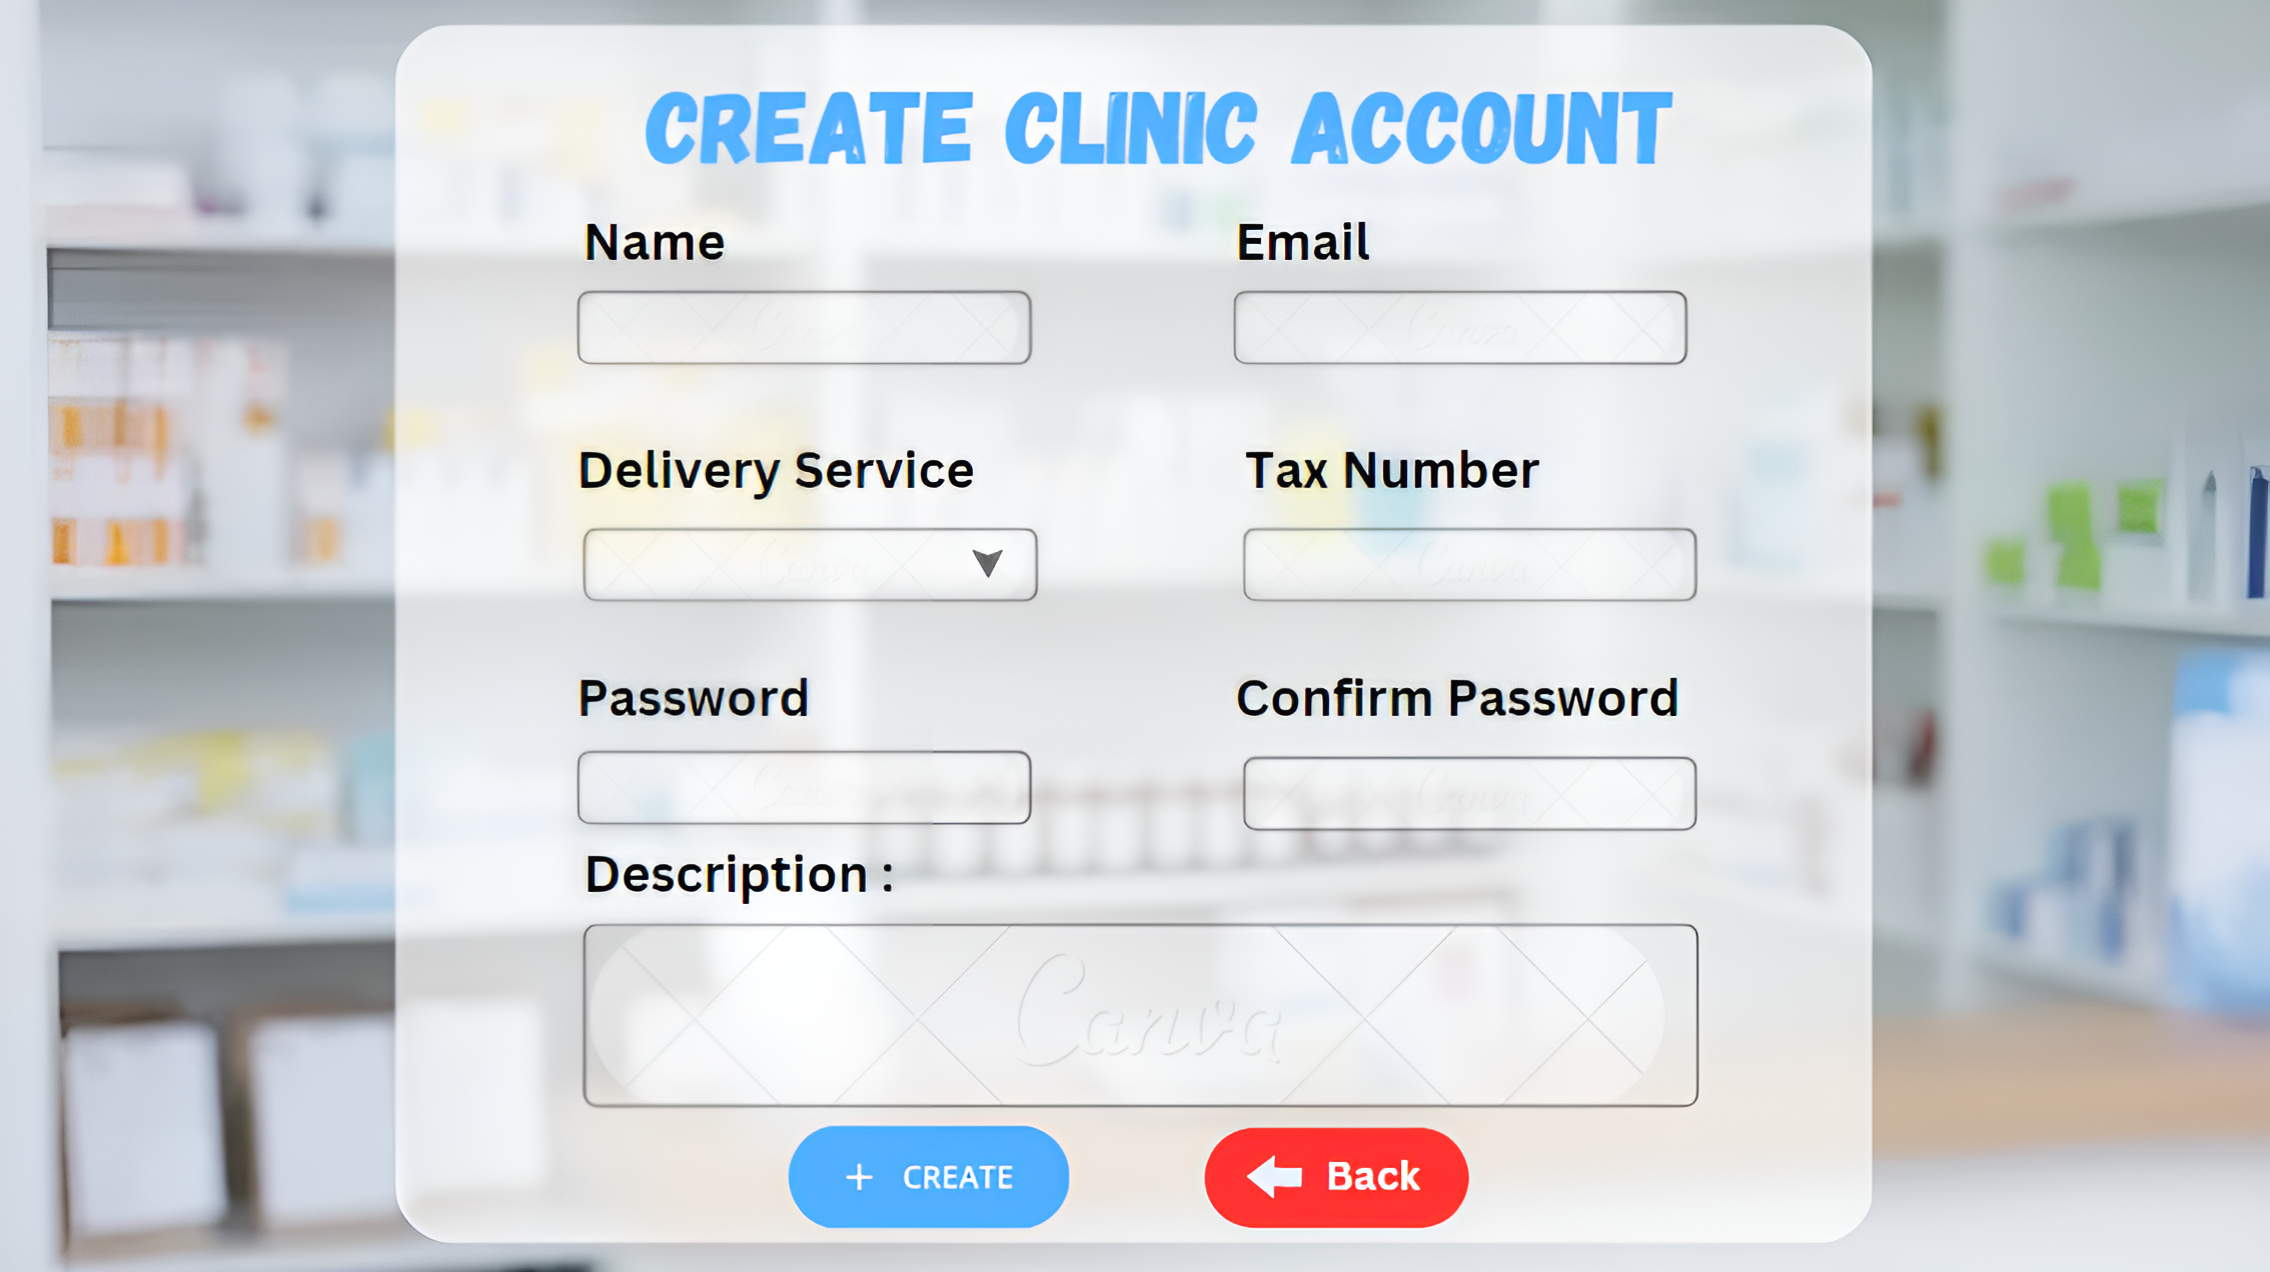 CREATE CLINIC ACCOUNT
Name
Email
Canva
Canva
Delivery Service
Tax Number
Canva
Canva
Password
Confirm Password
Canva
Canva
Description :
Canva
+ CREATE
Back